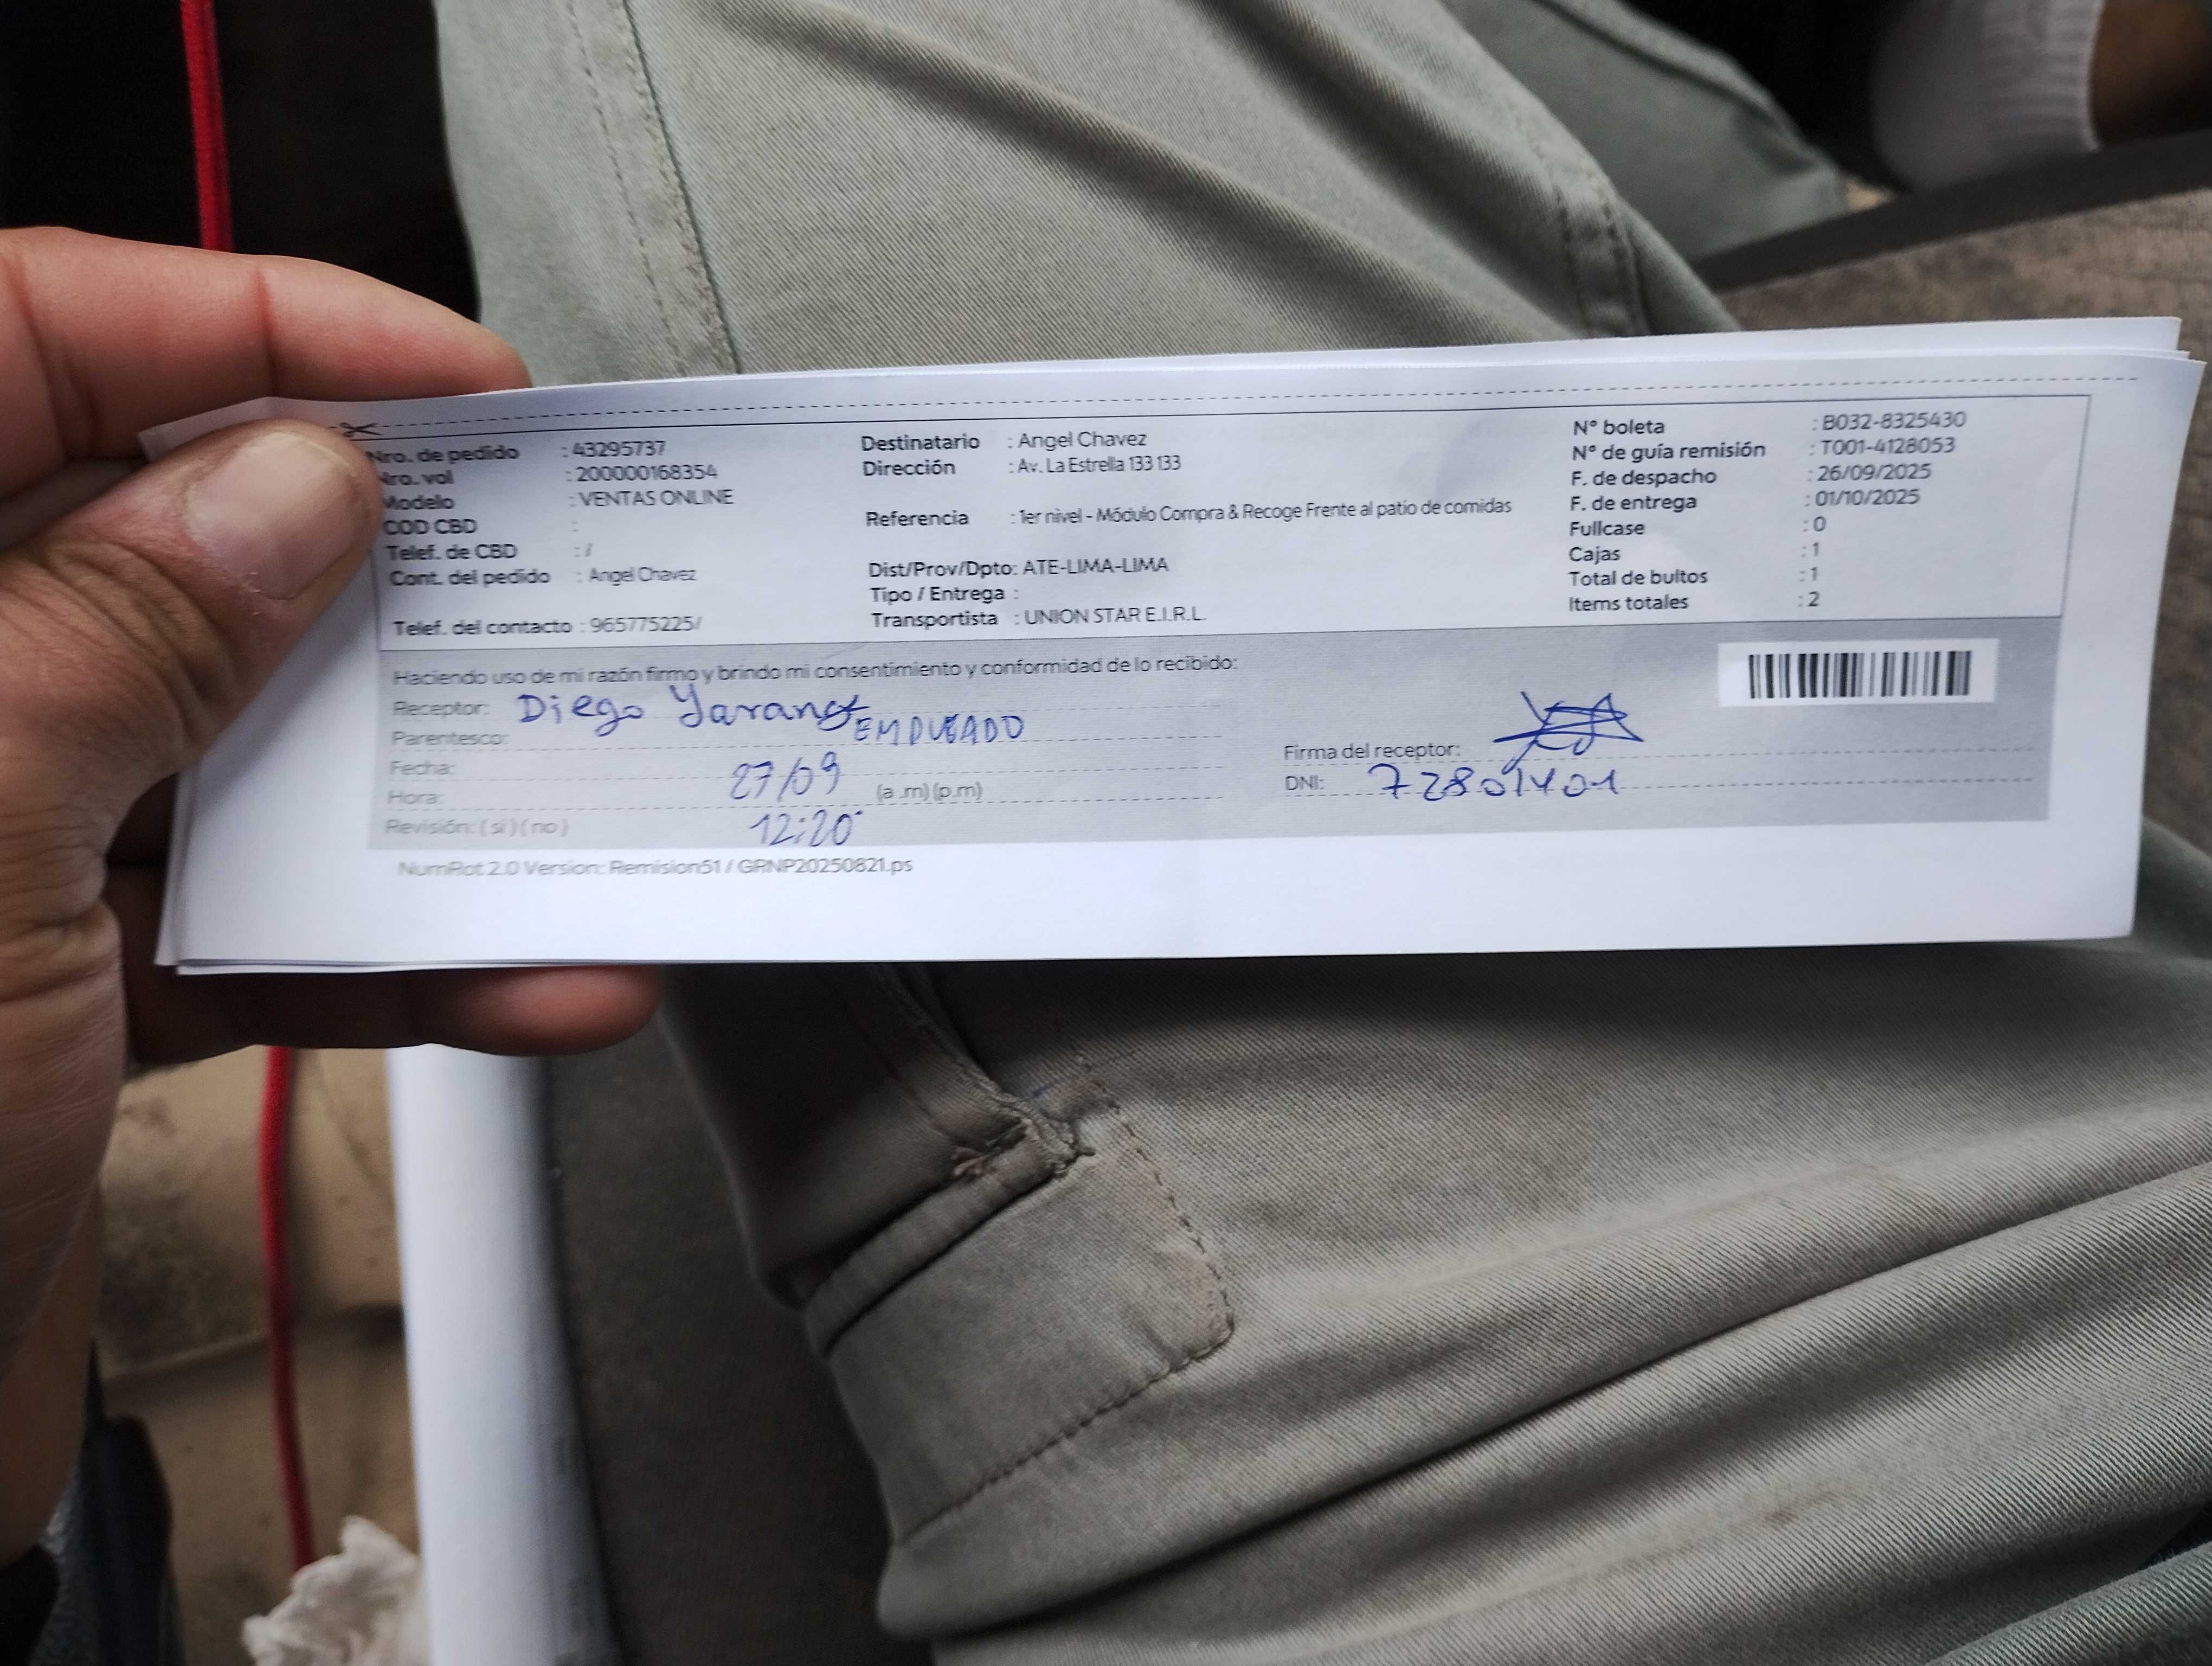 Nro. de pedido : 43295737
Nro. vol : 200000168354
Modelo : VENTAS ONLINE
COD CBD :
Telef. de CBD : /
Cont. del pedido : Angel Chavez
Telef. del contacto : 965775225/
Destinatario : Angel Chavez
Dirección : Av. La Estrella 133 133
Referencia : 1er nivel - Módulo Compra & Recoge Frente al patio de comidas
Dist/Prov/Dpto: ATE-LIMA-LIMA
Tipo / Entrega :
Transportista : UNION STAR E.I.R.L.
N° boleta : B032-8325430
N° de guía remisión : T001-4128053
F. de despacho : 26/09/2025
F. de entrega : 01/10/2025
Fullcase : 0
Cajas : 1
Total de bultos : 1
Items totales : 2
Haciendo uso de mi razón firmo y brindo mi consentimiento y conformidad de lo recibido:
Receptor: Diego
Parentesco: EMPLEADO
Fecha: 27/09
Hora: (a .m) (p.m)
Revisión: ( si ) ( no ) 12:20
Firma del receptor:
DNI: 72801401
NumRot 2.0 Version: Remision51 / GRNP20250821.ps